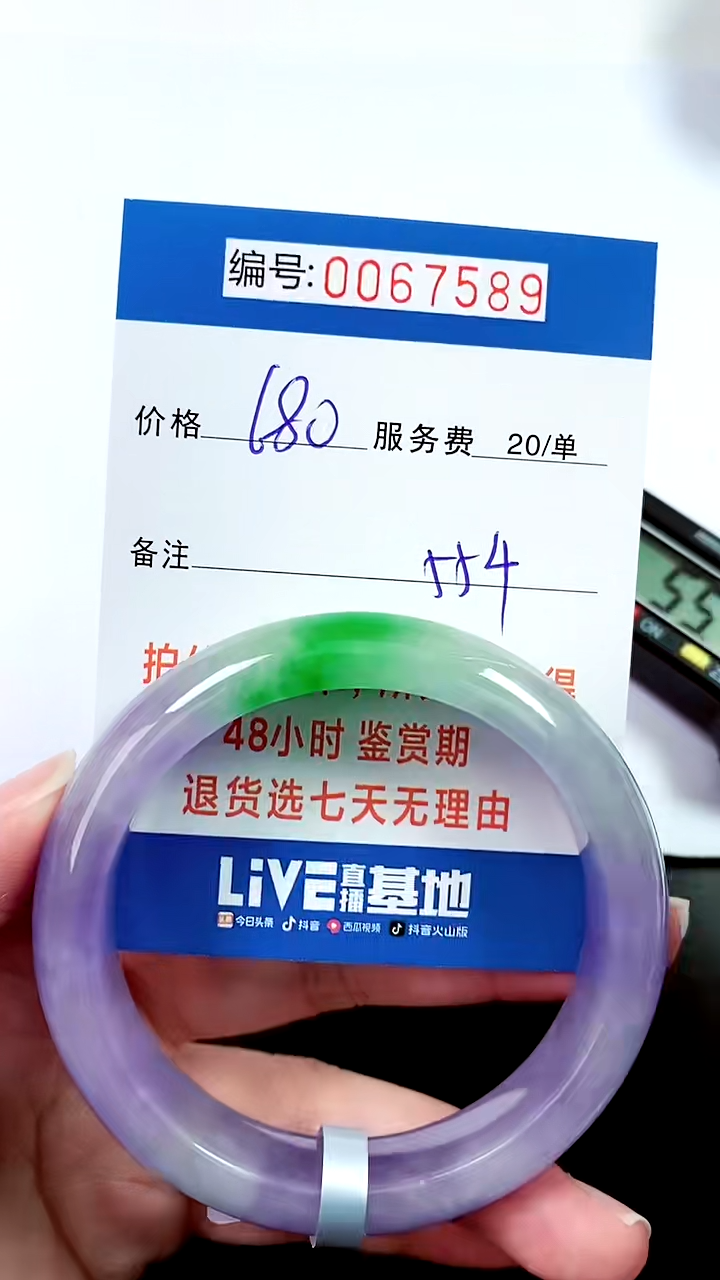 编号:0067589
价格 680 服务费 20/单
备注 554
48小时 鉴赏期
退货选七天无理由
LiVE直播基地
今日头条 抖音 西瓜视频 抖音火山版
55
ON